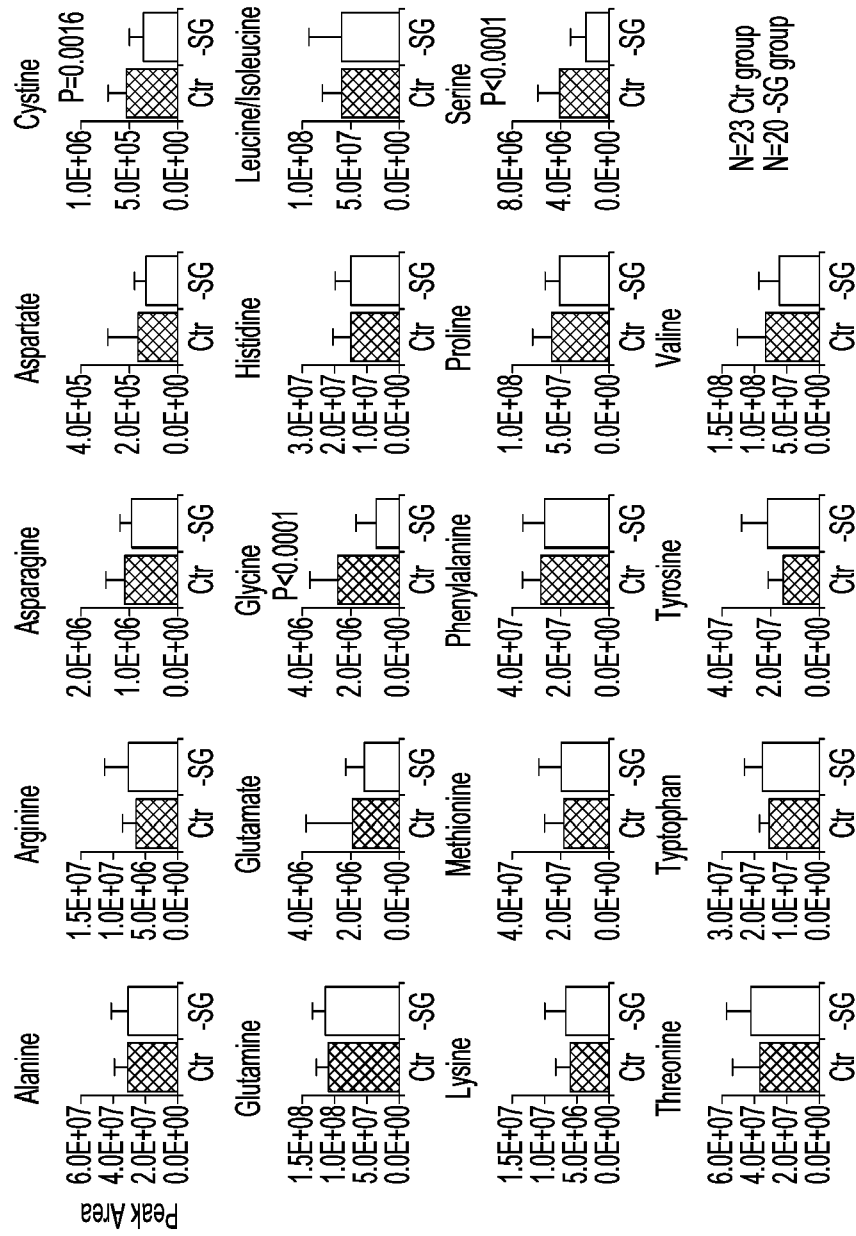 Peak Area
Alanine
6.0E+07
4.0E+07
2.0E+07
0.0E+00
Ctr -SG
Arginine
1.5E+07
1.0E+07
5.0E+06
0.0E+00
Ctr -SG
Asparagine
2.0E+06
1.0E+06
0.0E+00
Ctr -SG
Aspartate
4.0E+05
2.0E+05
0.0E+00
Ctr -SG
Cystine
P=0.0016
1.0E+06
5.0E+05
0.0E+00
Ctr -SG
Glutamine
1.5E+08
1.0E+08
5.0E+07
0.0E+00
Ctr -SG
Glutamate
4.0E+06
2.0E+06
0.0E+00
Ctr -SG
Glycine
P<0.0001
4.0E+06
2.0E+06
0.0E+00
Ctr -SG
Histidine
3.0E+07
2.0E+07
1.0E+07
0.0E+00
Ctr -SG
Leucine/Isoleucine
1.0E+08
5.0E+07
0.0E+00
Ctr -SG
Lysine
1.5E+07
1.0E+07
5.0E+06
0.0E+00
Ctr -SG
Methionine
4.0E+07
2.0E+07
0.0E+00
Ctr -SG
Phenylalanine
4.0E+07
2.0E+07
0.0E+00
Ctr -SG
Proline
1.0E+08
5.0E+07
0.0E+00
Ctr -SG
Serine
P<0.0001
8.0E+06
4.0E+06
0.0E+00
Ctr -SG
Threonine
6.0E+07
4.0E+07
2.0E+07
0.0E+00
Ctr -SG
Typtophan
3.0E+07
2.0E+07
1.0E+07
0.0E+00
Ctr -SG
Tyrosine
4.0E+07
2.0E+07
0.0E+00
Ctr -SG
Valine
1.5E+08
1.0E+08
5.0E+07
0.0E+00
Ctr -SG
N=23 Ctr group
N=20 -SG group